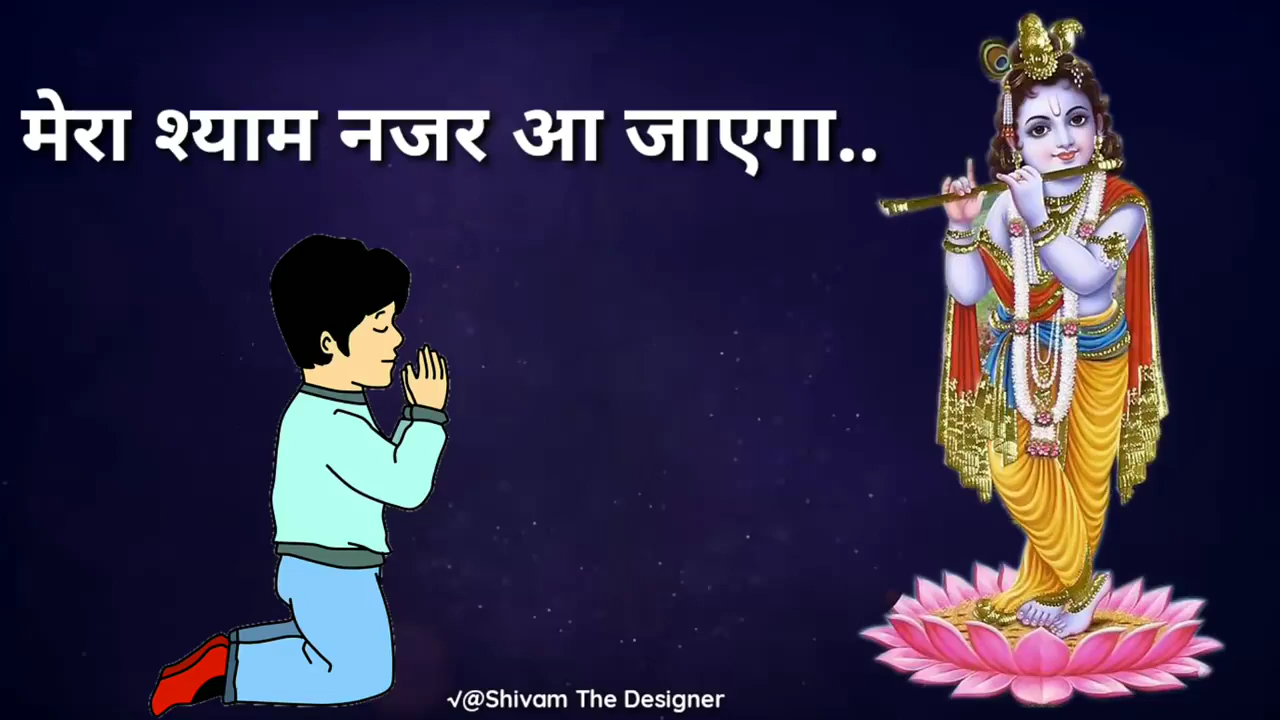 मेरा श्याम नजर आ जाएगा..
√@Shivam The Designer